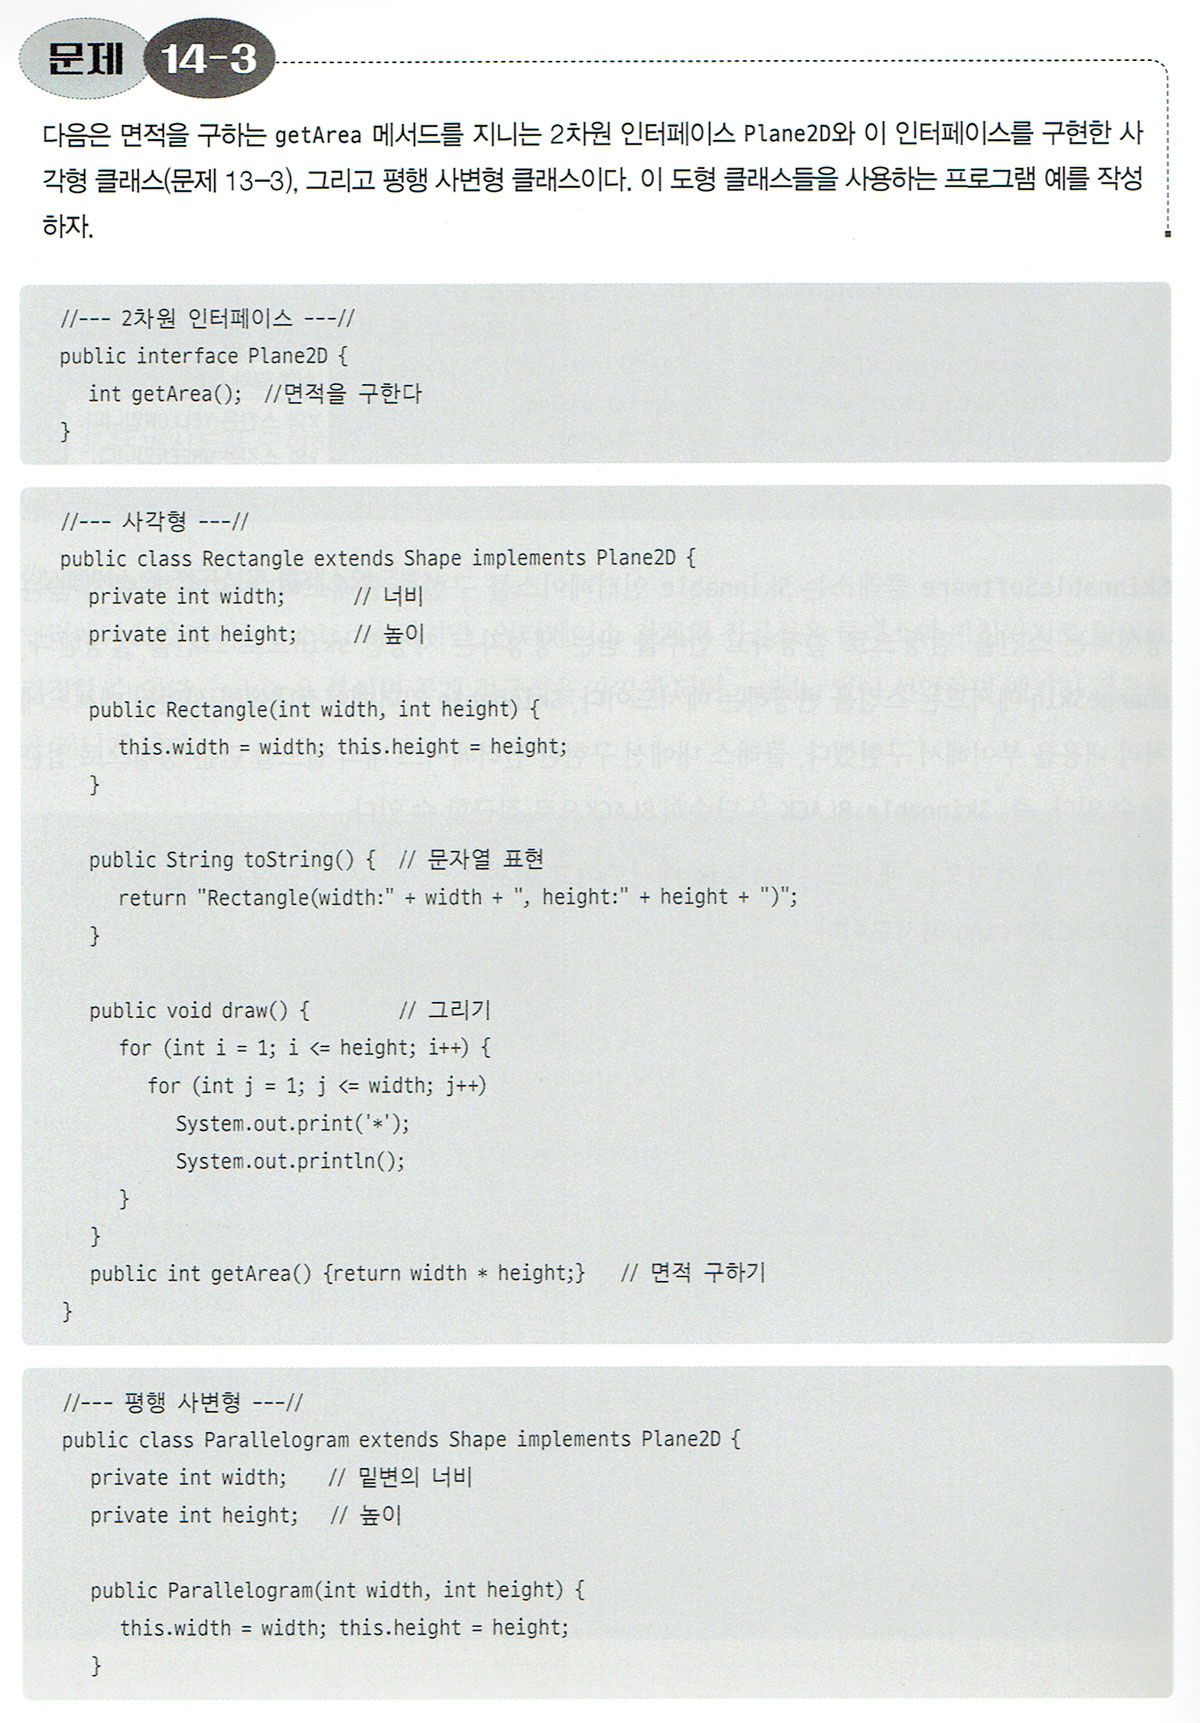 문제 14-3
다음은 면적을 구하는 getArea 메서드를 지니는 2차원 인터페이스 Plane2D와 이 인터페이스를 구현한 사
각형 클래스(문제 13-3), 그리고 평행 사변형 클래스이다. 이 도형 클래스들을 사용하는 프로그램 예를 작성
하자.
//--- 2차원 인터페이스 ---//
public interface Plane2D {
int getArea(); //면적을 구한다
}
//--- 사각형 ---//
public class Rectangle extends Shape implements Plane2D {
private int width; // 너비
private int height; // 높이
public Rectangle(int width, int height) {
this.width = width; this.height = height;
}
public String toString() { // 문자열 표현
return "Rectangle(width:" + width + ", height:" + height + ")";
}
public void draw() { // 그리기
for (int i = 1; i <= height; i++) {
for (int j = 1; j <= width; j++)
System.out.print('*');
System.out.println();
}
}
public int getArea() {return width * height;} // 면적 구하기
}
//--- 평행 사변형 ---//
public class Parallelogram extends Shape implements Plane2D {
private int width; // 밑변의 너비
private int height; // 높이
public Parallelogram(int width, int height) {
this.width = width; this.height = height;
}